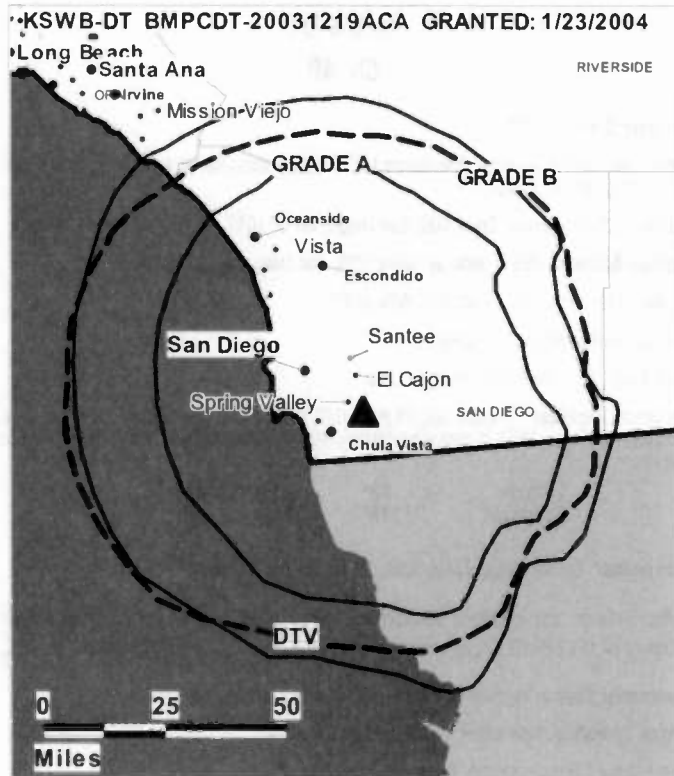 KSWB-DT BMPCDT-20031219ACA GRANTED: 1/23/2004
Long Beach
Santa Ana
RIVERSIDE
Irvine
Mission Viejo
GRADE A
GRADE B
Oceanside
Vista
Escondido
Santee
San Diego
El Cajon
Spring Valley
SAN DIEGO
Chula Vista
DTV
0 25 50
Miles